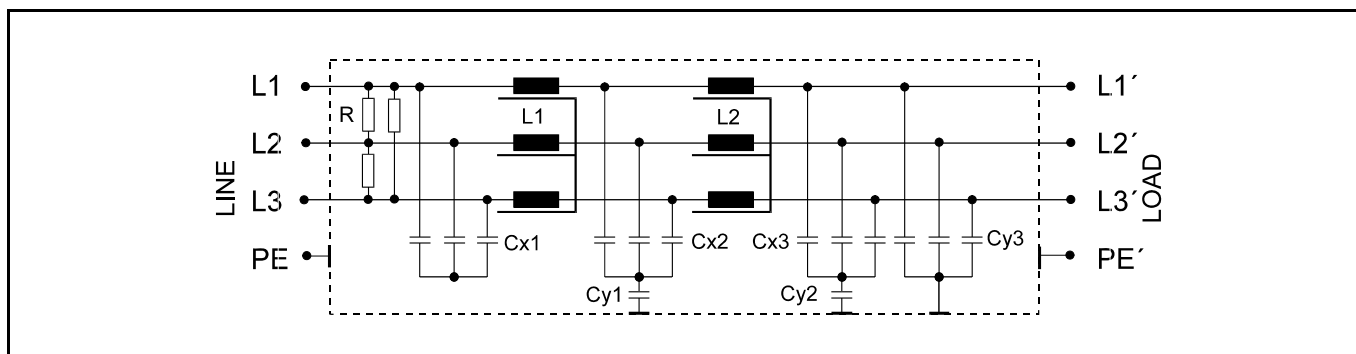 L1
L2
L3
PE
LINE
R
L1
L2
Cx1
Cx2
Cx3
Cy1
Cy2
Cy3
L1´
L2´
L3´
PE´
LOAD